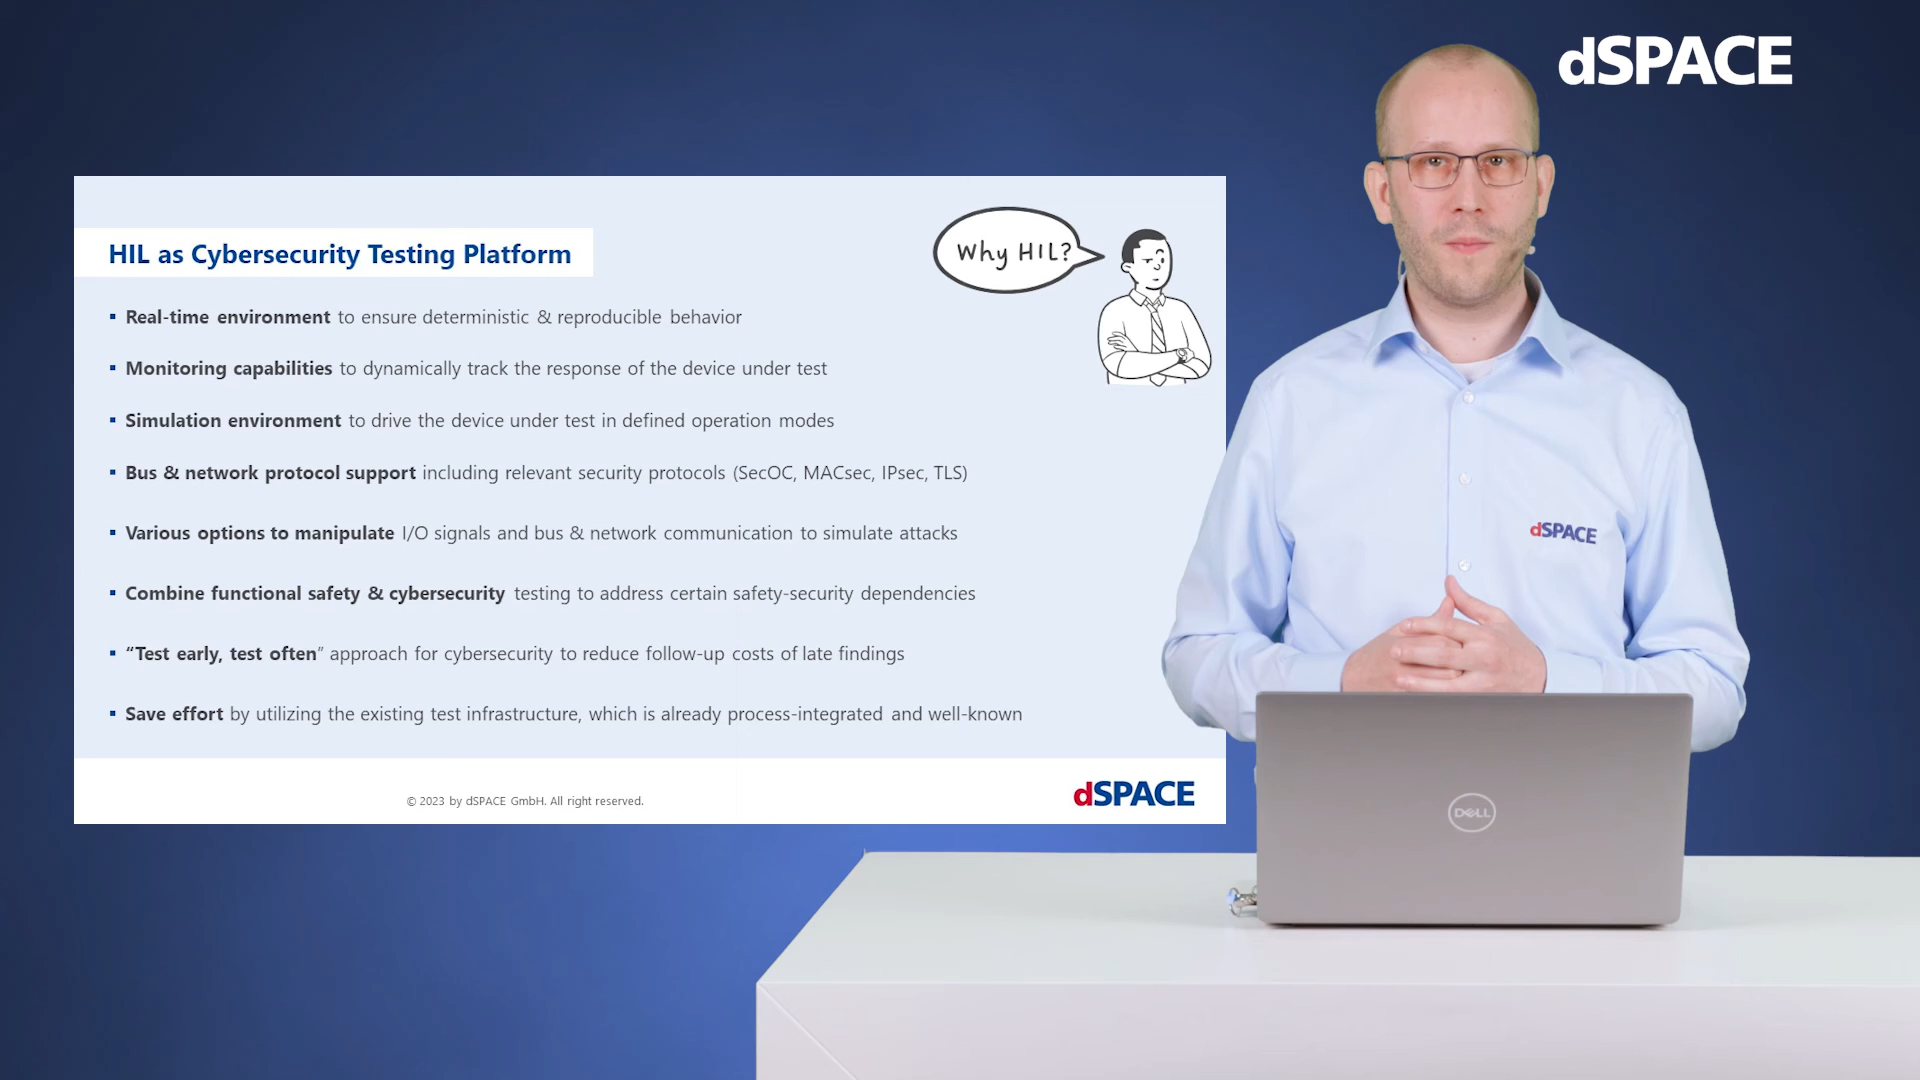 dSPACE
HIL as Cybersecurity Testing Platform
Why HIL?
▪ Real-time environment to ensure deterministic & reproducible behavior
▪ Monitoring capabilities to dynamically track the response of the device under test
▪ Simulation environment to drive the device under test in defined operation modes
▪ Bus & network protocol support including relevant security protocols (SecOC, MACsec, IPsec, TLS)
▪ Various options to manipulate I/O signals and bus & network communication to simulate attacks
▪ Combine functional safety & cybersecurity testing to address certain safety-security dependencies
▪ “Test early, test often” approach for cybersecurity to reduce follow-up costs of late findings
▪ Save effort by utilizing the existing test infrastructure, which is already process-integrated and well-known
© 2023 by dSPACE GmbH. All right reserved.
dSPACE
dSPACE
DELL